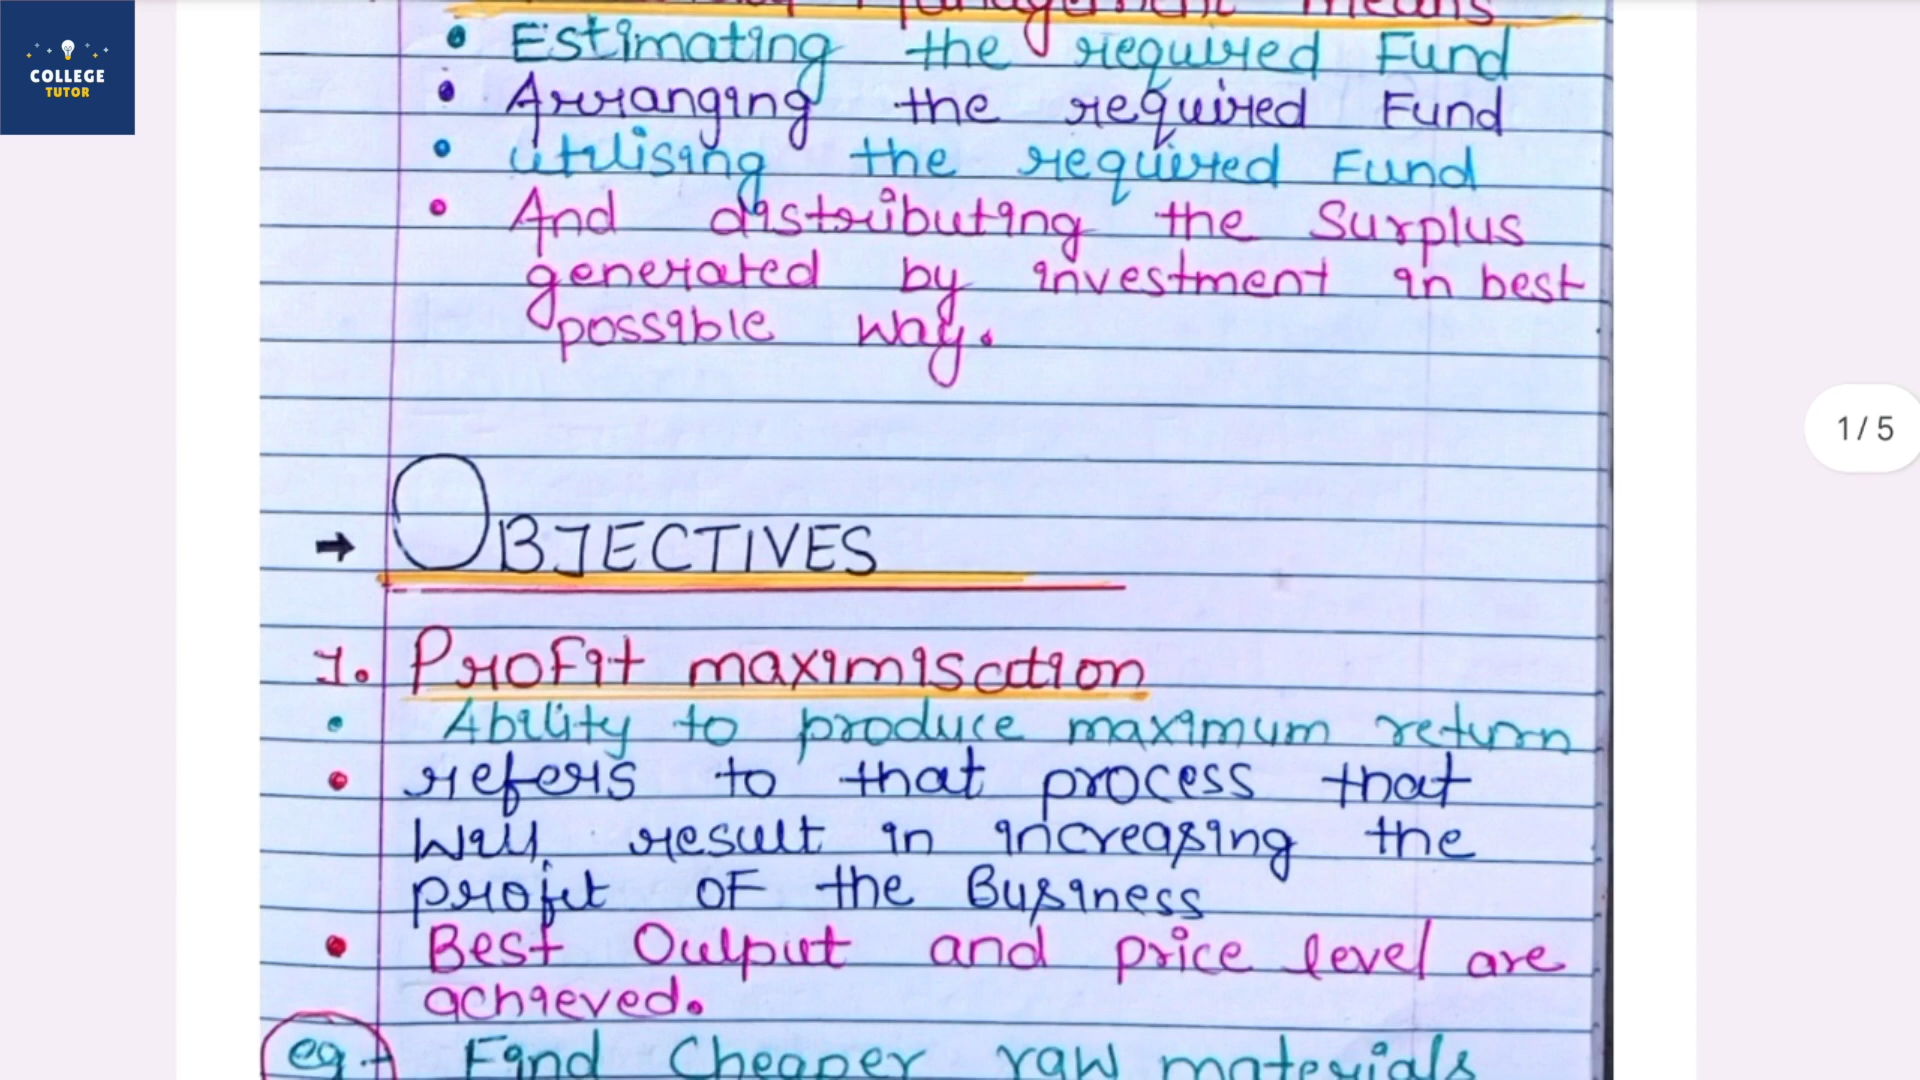 COLLEGE
TUTOR
management means
Estimating the required Fund
Arranging the required Fund
utilising the required Fund
And distributing the Surplus
generated by investment in best
possible way.
1/5
→ OBJECTIVES
1. Profit maximisation
Ability to produce maximum return
refers to that process that
will result in increasing the
profit OF the Business
Best Output and price level are
achieved.
eg → Find Cheaper raw materials